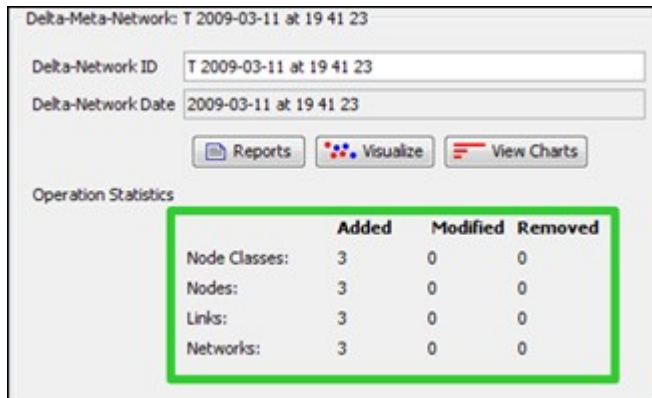 Delta-Meta-Network: T 2009-03-11 at 19 41 23
Delta-Network ID T 2009-03-11 at 19 41 23
Delta-Network Date 2009-03-11 at 19 41 23
Reports Visualize View Charts
Operation Statistics
Added Modified Removed
Node Classes: 3 0 0
Nodes: 3 0 0
Links: 3 0 0
Networks: 3 0 0